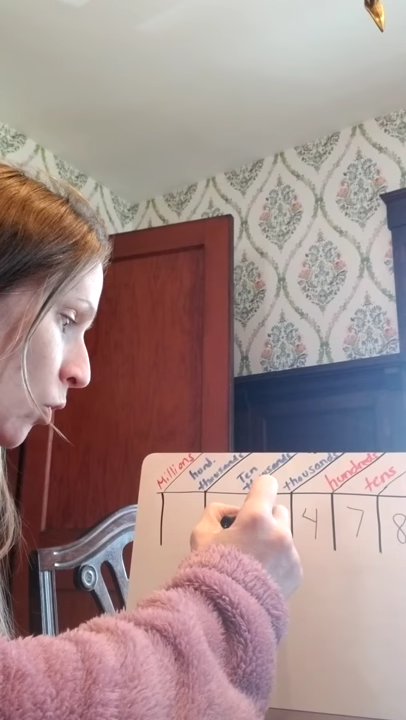 Millions
hund. thousands
Ten thousands
thousands
hundreds
tens
4 7 8